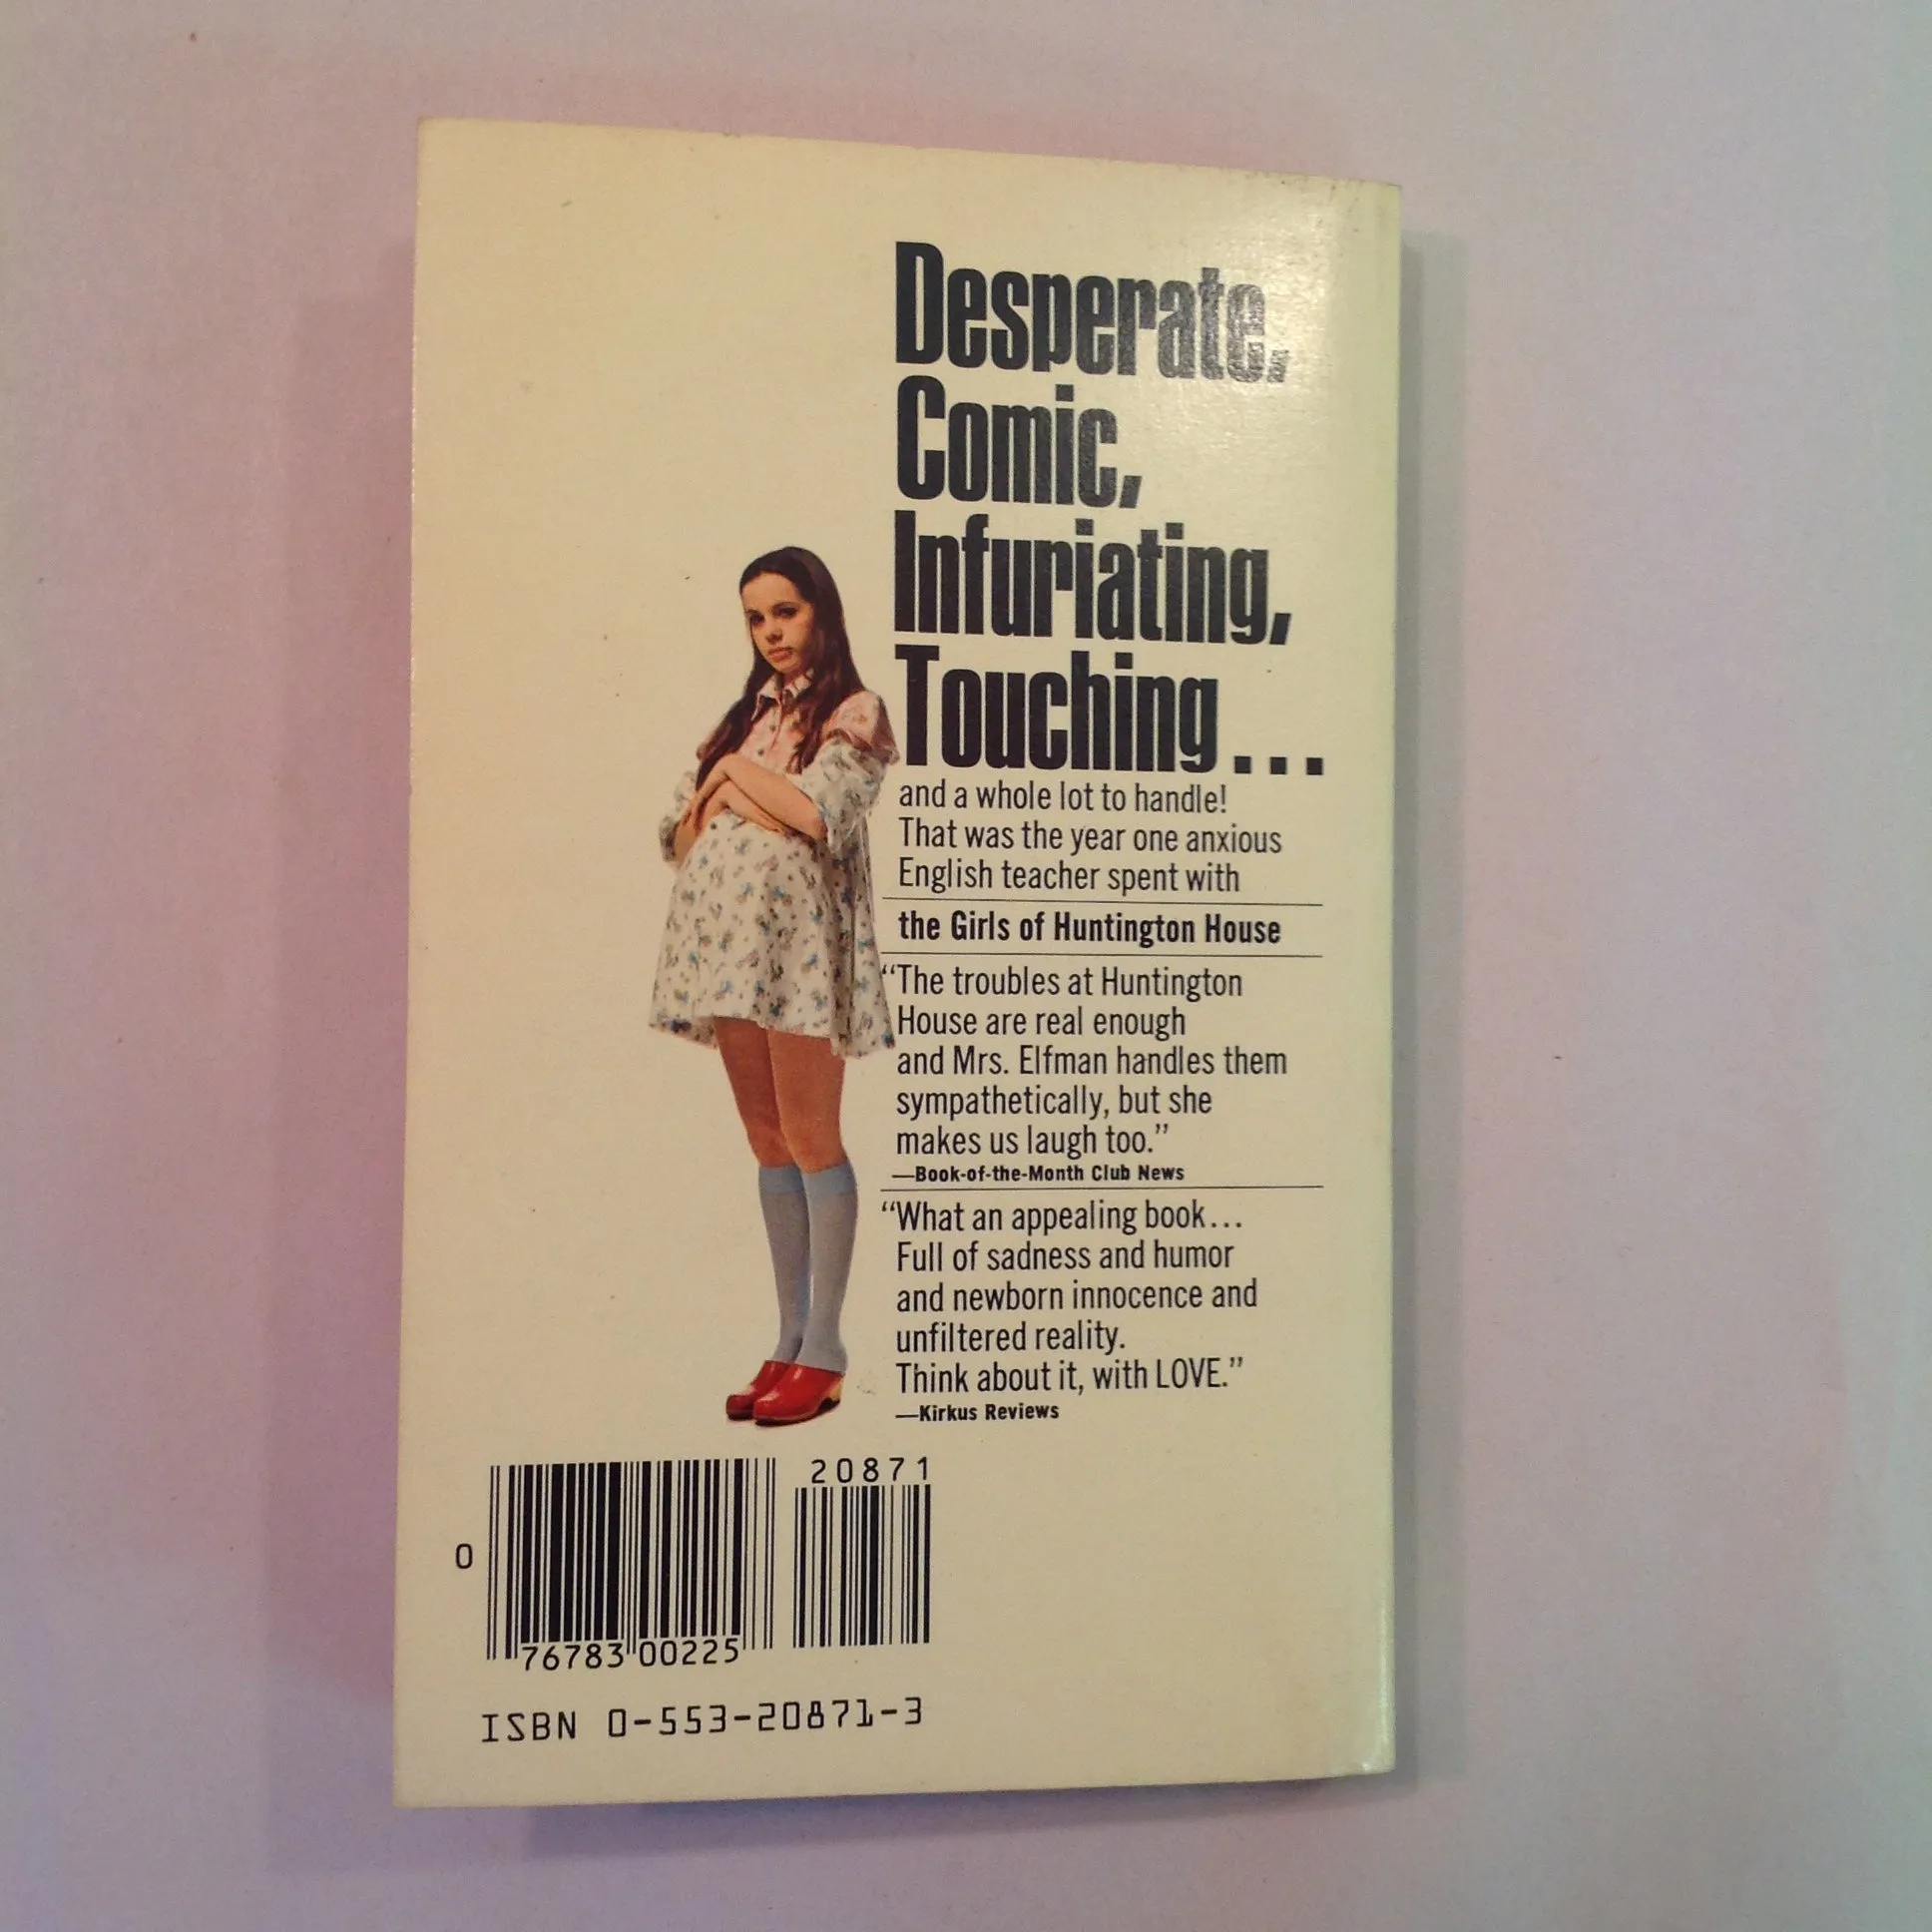 Desperate,
Comic,
Infuriating,
Touching...
and a whole lot to handle!
That was the year one anxious
English teacher spent with
the Girls of Huntington House
“The troubles at Huntington
House are real enough
and Mrs. Elfman handles them
sympathetically, but she
makes us laugh too.”
—Book-of-the-Month Club News
“What an appealing book...
Full of sadness and humor
and newborn innocence and
unfiltered reality.
Think about it, with LOVE.”
—Kirkus Reviews
20871
0
76783 00225
ISBN 0-553-20871-3